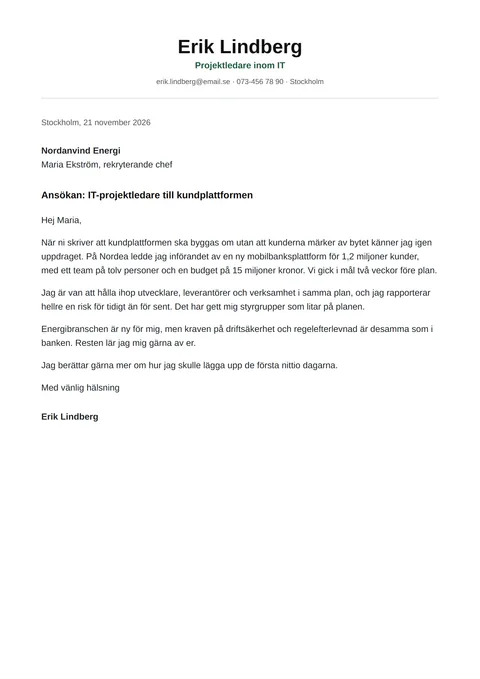 Erik Lindberg
Projektledare inom IT
erik.lindberg@email.se · 073-456 78 90 · Stockholm
Stockholm, 21 november 2026
Nordanvind Energi
Maria Ekström, rekryterande chef
Ansökan: IT-projektledare till kundplattformen
Hej Maria,
När ni skriver att kundplattformen ska byggas om utan att kunderna märker av bytet känner jag igen
uppdraget. På Nordea ledde jag införandet av en ny mobilbanksplattform för 1,2 miljoner kunder,
med ett team på tolv personer och en budget på 15 miljoner kronor. Vi gick i mål två veckor före plan.
Jag är van att hålla ihop utvecklare, leverantörer och verksamhet i samma plan, och jag rapporterar
hellre en risk för tidigt än för sent. Det har gett mig styrgrupper som litar på planen.
Energibranschen är ny för mig, men kraven på driftsäkerhet och regelefterlevnad är desamma som i
banken. Resten lär jag mig gärna av er.
Jag berättar gärna mer om hur jag skulle lägga upp de första nittio dagarna.
Med vänlig hälsning
Erik Lindberg